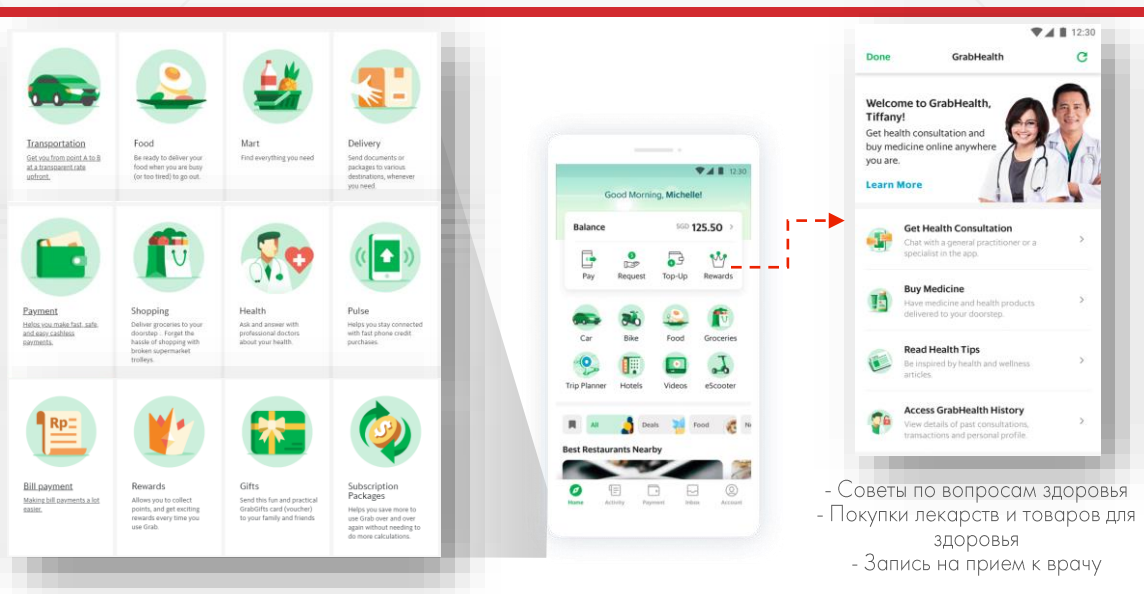 Transportation
Get you from point A to B
at a transparent rate
upfront.
Food
Be ready to deliver your
food when you are busy
(or too tired) to go out.
Mart
Find everything you need
Delivery
Send documents or
packages to various
destinations, whenever
you need.
Payment
Helps you make fast, safe,
and easy cashless
payments.
Shopping
Deliver groceries to your
doorstep .. Forget the
hassle of shopping with
broken supermarket
trolleys.
Health
Ask and answer with
professional doctors
about your health.
Pulse
Helps you stay connected
with fast phone credit
purchases.
Rp
Bill payment
Making bill payments a lot
easier.
Rewards
Allows you to collect
points, and get exciting
rewards every time you
use Grab
Gifts
Send this fun and practical
GrabGifts card (voucher)
to your family and friends
Subscription
Packages
Helps you save more to
use Grab over and over
again without needing to
do more calculations.
12:30
Good Morning, Michelle!
Balance SGD 125.50 >
Pay Request Top-Up Rewards
Car Bike Food Groceries
Trip Planner Hotels Videos eScooter
All Deals Food
Best Restaurants Nearby
Home Activity Payment Inbox Account
12:30
Done GrabHealth
Welcome to GrabHealth,
Tiffany!
Get health consultation and
buy medicine online anywhere
you are.
Learn More
Get Health Consultation
Chat with a general practitioner or a
specialist in the app.
Buy Medicine
Have medicine and health products
delivered to your doorstep.
Read Health Tips
Be inspired by health and wellness
articles.
Access GrabHealth History
View details of past consultations,
transactions and personal profile.
- Советы по вопросам здоровья
- Покупки лекарств и товаров для
здоровья
- Запись на прием к врачу